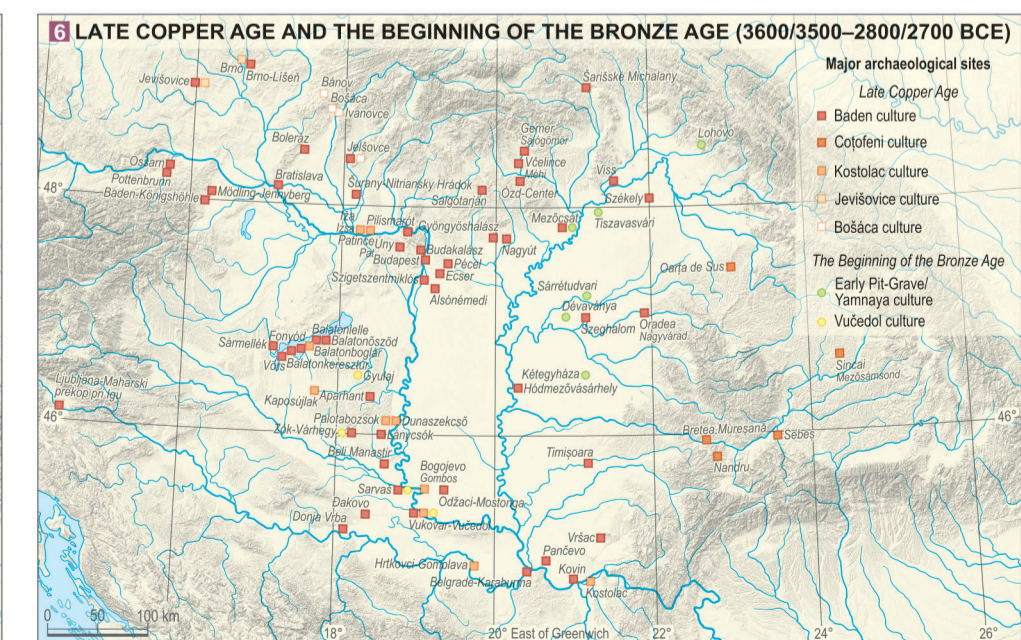 6 LATE COPPER AGE AND THE BEGINNING OF THE BRONZE AGE (3600/3500–2800/2700 BCE)
Major archaeological sites
Late Copper Age
Baden culture
Coțofeni culture
Kostolac culture
Jevišovice culture
Bošáca culture
The Beginning of the Bronze Age
Early Pit-Grave/
Yamnaya culture
Vučedol culture
Brno
Brno-Líšeň
Jevišovice
Bánov
Bošáca
Ivanovce
Sarišské Michaľany
Lohovo
Boleráz
Jelšovce
Gemer
Sajógömör
Včelince
Méhi
Ózd-Center
Ossarn
Pottenbrunn
Baden-Königshöhle
Mödling-Jennyberg
Bratislava
Šurany-Nitriansky Hrádok
Salgótarján
Viss
Székely
48°
Iža
Izsa
Pilismarót
Gyöngyöshalász
Mezőcsát
Tiszavasvári
Patince
Pat
Úny
Budakalász
Nagyút
Budapest
Pécel
Ecser
Szigetszentmiklós
Alsónémedi
Oarța de Sus
Sárrétudvari
Dévaványa
Szeghalom
Oradea
Nagyvárad
Balatonlelle
Fonyód
Balatonőszöd
Sármellék
Balatonboglár
Vörs
Balatonkeresztúr
Gyulaj
Sincai
Mezősámsond
Ljubljana-Maharski
prekop pri Igu
Kaposújlak
Aparhant
Kétegyháza
Hódmezővásárhely
46°
Palotabozsok
Dunaszekcső
Zók-Várhegy
Lánycsók
Bretea Mureșană
Sebeș
46°
Beli Manastir
Timișoara
Nandru
Bogojevo
Gombos
Sarvaš
Odžaci-Mostonga
Đakovo
Donja Vrba
Vukovar-Vučedol
Vršac
Pančevo
Hrtkovci-Gomolava
Belgrade-Karaburma
Kovin
Kostolac
0 50 100 km
18° 20° East of Greenwich 22° 24° 26°